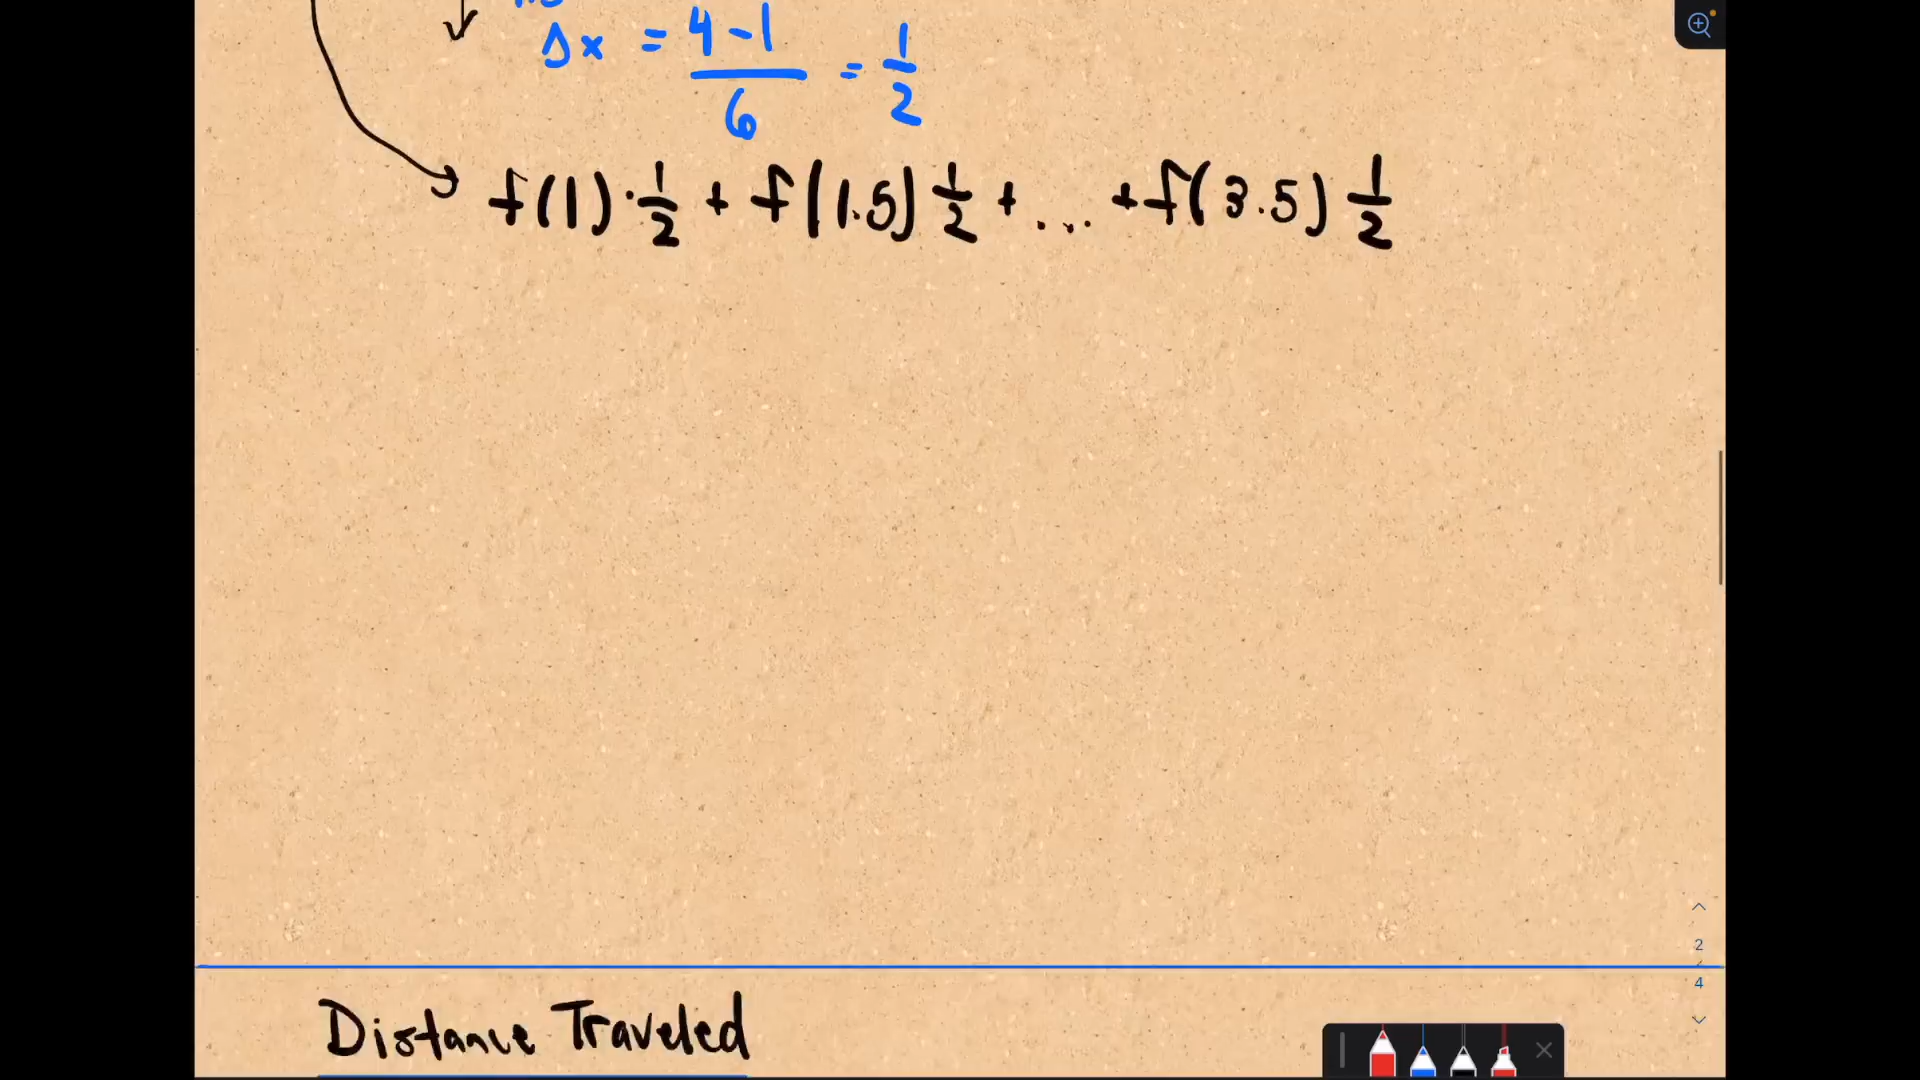 Δx = 4-1/6 = 1/2
f(1)·1/2 + f(1.5)1/2 + ... + f(3.5)1/2
2
4
Distance Traveled